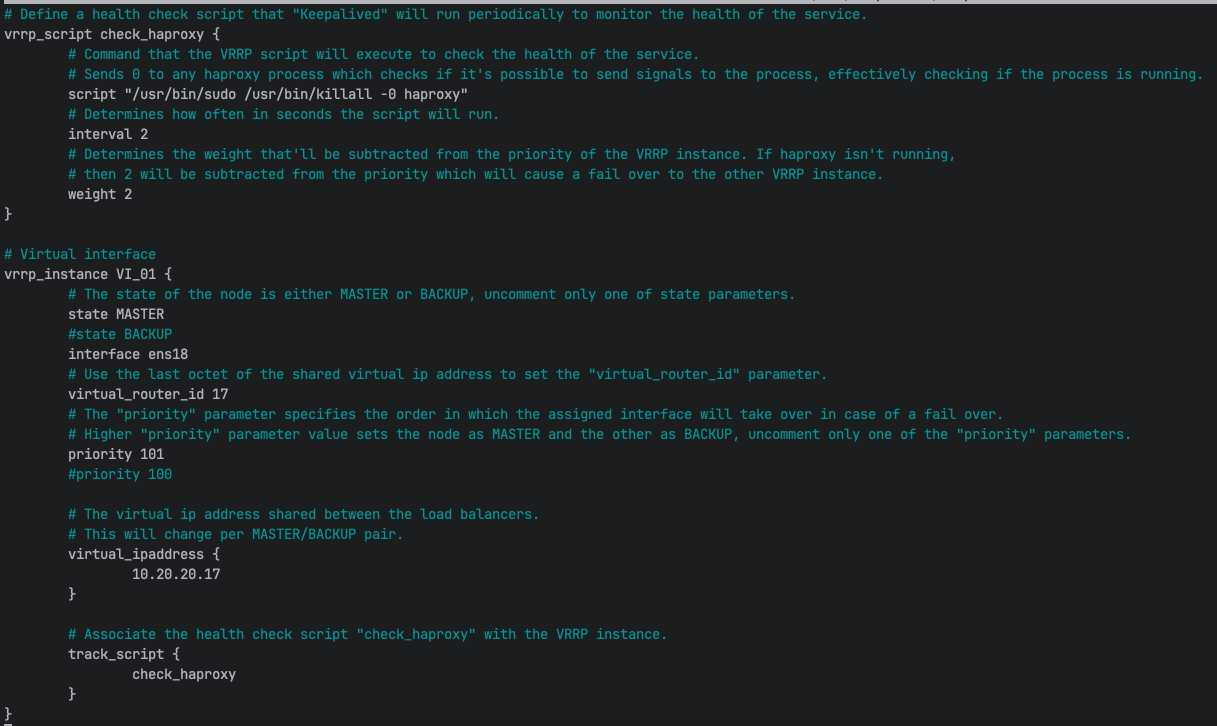 # Define a health check script that "Keepalived" will run periodically to monitor the health of the service.
vrrp_script check_haproxy {
        # Command that the VRRP script will execute to check the health of the service.
        # Sends 0 to any haproxy process which checks if it's possible to send signals to the process, effectively checking if the process is running.
        script "/usr/bin/sudo /usr/bin/killall -0 haproxy"
        # Determines how often in seconds the script will run.
        interval 2
        # Determines the weight that'll be subtracted from the priority of the VRRP instance. If haproxy isn't running,
        # then 2 will be subtracted from the priority which will cause a fail over to the other VRRP instance.
        weight 2
}

# Virtual interface
vrrp_instance VI_01 {
        # The state of the node is either MASTER or BACKUP, uncomment only one of state parameters.
        state MASTER
        #state BACKUP
        interface ens18
        # Use the last octet of the shared virtual ip address to set the "virtual_router_id" parameter.
        virtual_router_id 17
        # The "priority" parameter specifies the order in which the assigned interface will take over in case of a fail over.
        # Higher "priority" parameter value sets the node as MASTER and the other as BACKUP, uncomment only one of the "priority" parameters.
        priority 101
        #priority 100

        # The virtual ip address shared between the load balancers.
        # This will change per MASTER/BACKUP pair.
        virtual_ipaddress {
                10.20.20.17
        }

        # Associate the health check script "check_haproxy" with the VRRP instance.
        track_script {
                check_haproxy
        }
}